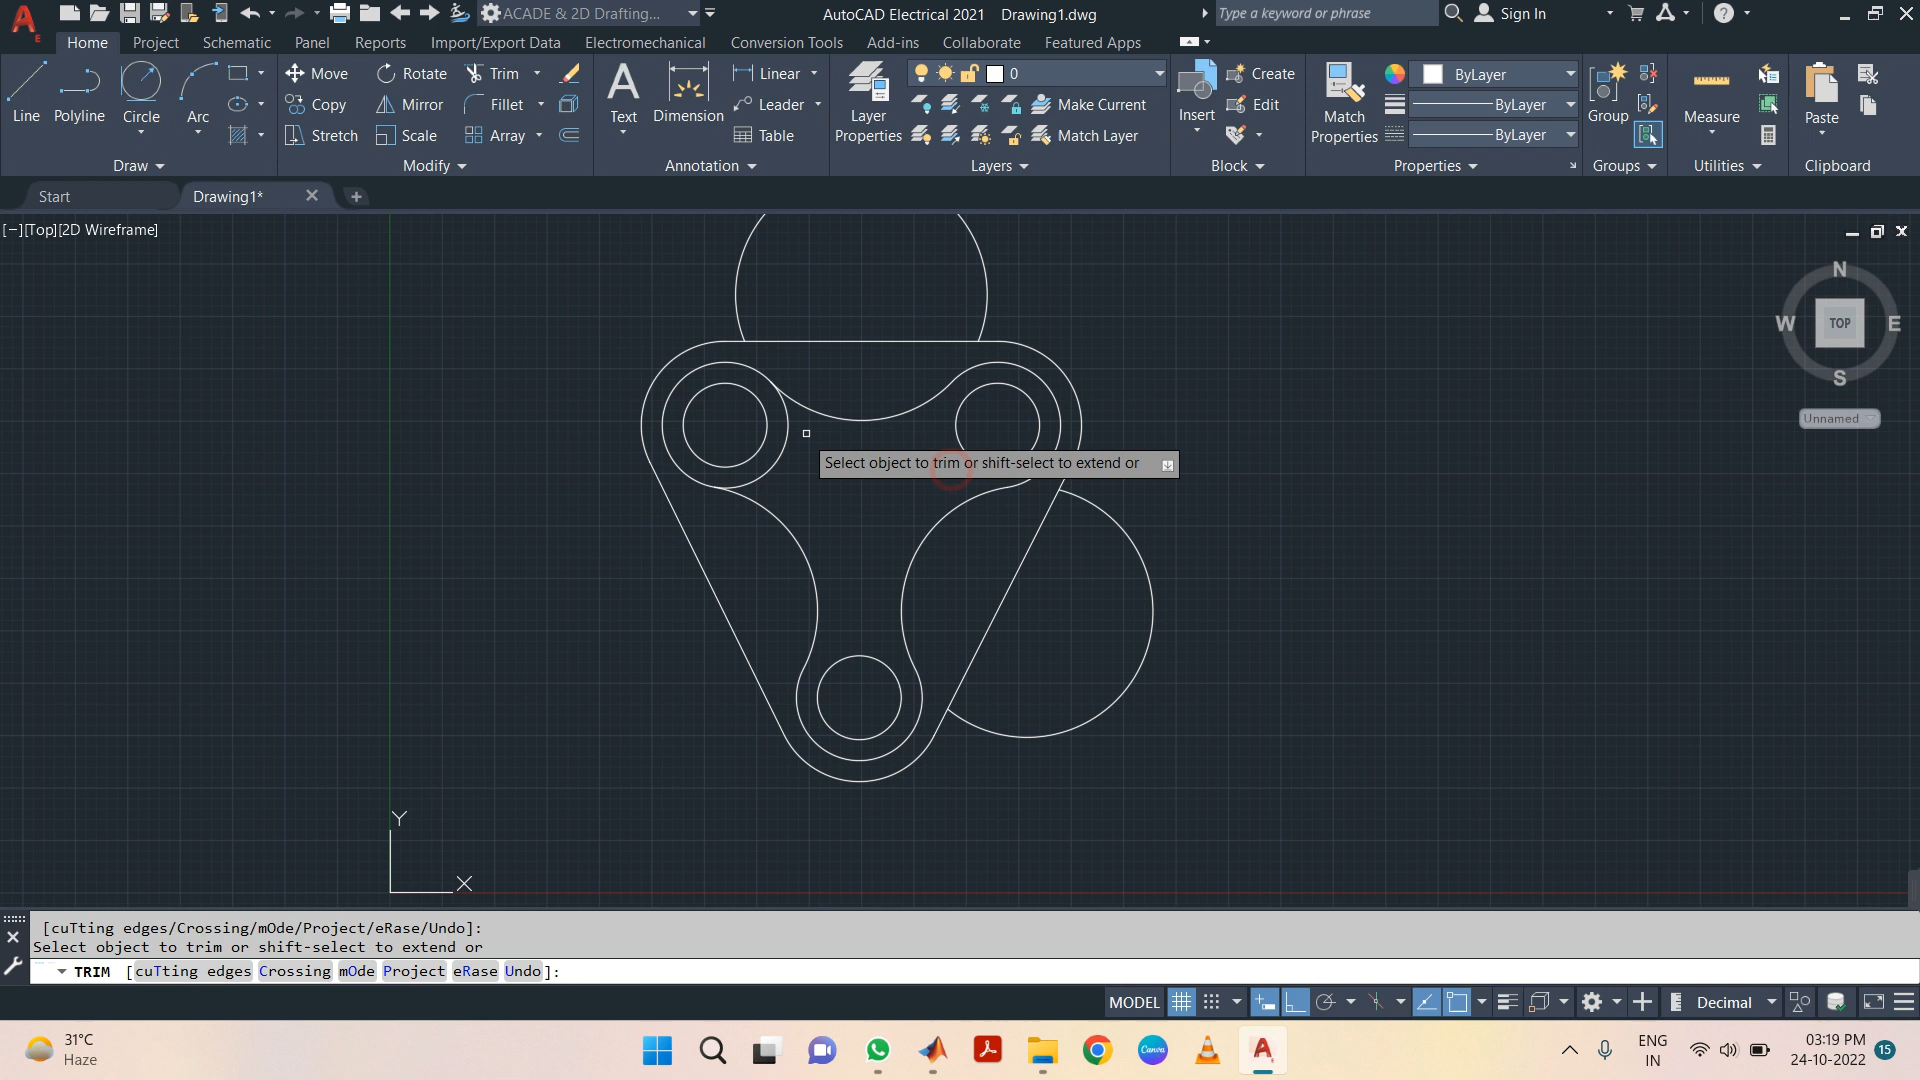 ACADE & 2D Drafting...
AutoCAD Electrical 2021 Drawing1.dwg
Type a keyword or phrase
Sign In
Home Project Schematic Panel Reports Import/Export Data Electromechanical Conversion Tools Add-ins Collaborate Featured Apps
Line Polyline Circle Arc
Draw
Move Rotate Trim
Copy Mirror Fillet
Stretch Scale Array
Modify
Text Dimension
Linear
Leader
Table
Annotation
Layer
Properties
0
Make Current
Match Layer
Layers
Insert
Create
Edit
Block
Match
Properties
ByLayer
ByLayer
ByLayer
Properties
Group
Groups
Measure
Utilities
Paste
Clipboard
Start Drawing1*
[−][Top][2D Wireframe]
N
W TOP E
S
Unnamed
Select object to trim or shift-select to extend or
Y
X
[cuTting edges/Crossing/mOde/Project/eRase/Undo]:
Select object to trim or shift-select to extend or
TRIM [cuTting edges Crossing mOde Project eRase Undo]:
MODEL Decimal
31°C
Haze
Canva
ENG
IN
03:19 PM
24-10-2022
15